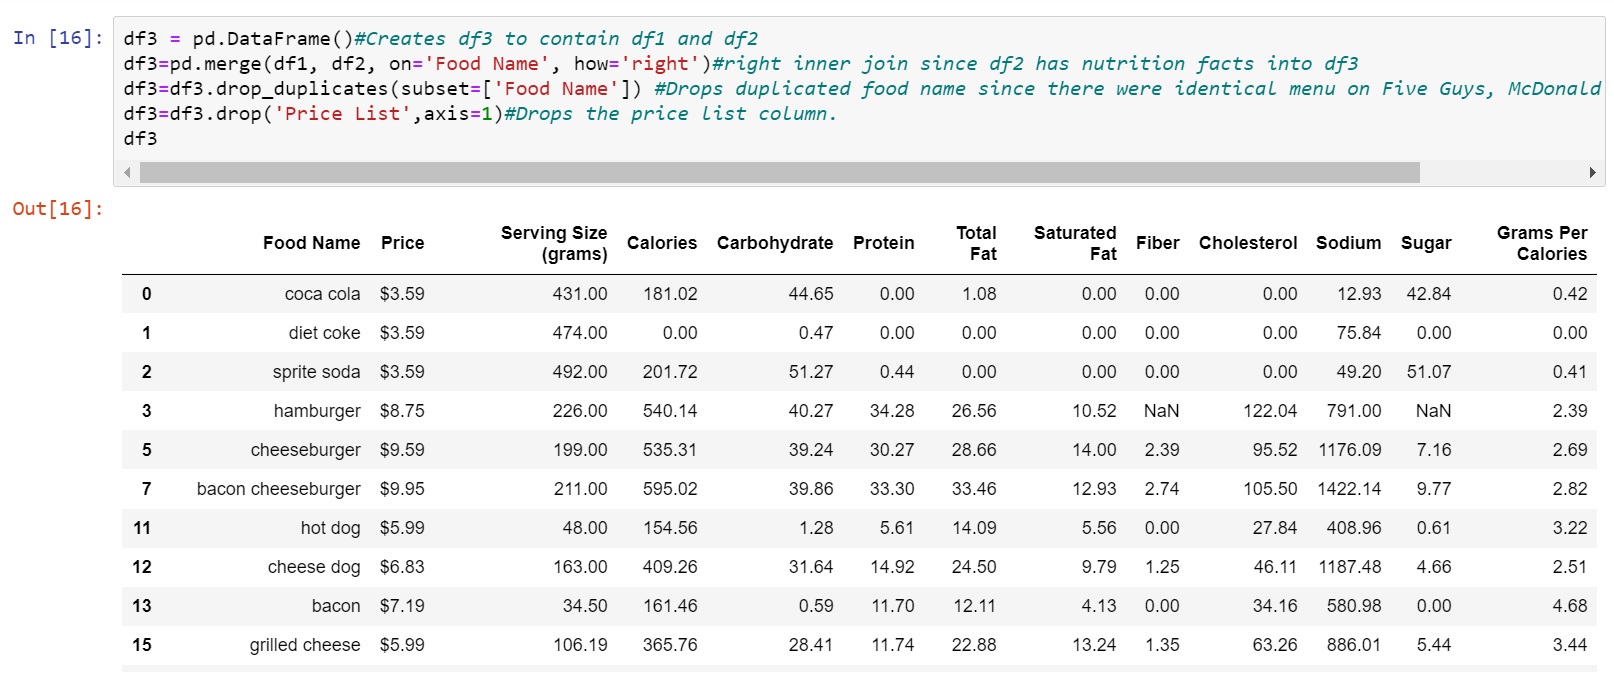 In [16]:
df3 = pd.DataFrame()#Creates df3 to contain df1 and df2
df3=pd.merge(df1, df2, on='Food Name', how='right')#right inner join since df2 has nutrition facts into df3
df3=df3.drop_duplicates(subset=['Food Name']) #Drops duplicated food name since there were identical menu on Five Guys, McDonald
df3=df3.drop('Price List',axis=1)#Drops the price list column.
df3
Out[16]:
Food Name Price Serving Size (grams) Calories Carbohydrate Protein Total Fat Saturated Fat Fiber Cholesterol Sodium Sugar Grams Per Calories
0 coca cola $3.59 431.00 181.02 44.65 0.00 1.08 0.00 0.00 0.00 12.93 42.84 0.42
1 diet coke $3.59 474.00 0.00 0.47 0.00 0.00 0.00 0.00 0.00 75.84 0.00 0.00
2 sprite soda $3.59 492.00 201.72 51.27 0.44 0.00 0.00 0.00 0.00 49.20 51.07 0.41
3 hamburger $8.75 226.00 540.14 40.27 34.28 26.56 10.52 NaN 122.04 791.00 NaN 2.39
5 cheeseburger $9.59 199.00 535.31 39.24 30.27 28.66 14.00 2.39 95.52 1176.09 7.16 2.69
7 bacon cheeseburger $9.95 211.00 595.02 39.86 33.30 33.46 12.93 2.74 105.50 1422.14 9.77 2.82
11 hot dog $5.99 48.00 154.56 1.28 5.61 14.09 5.56 0.00 27.84 408.96 0.61 3.22
12 cheese dog $6.83 163.00 409.26 31.64 14.92 24.50 9.79 1.25 46.11 1187.48 4.66 2.51
13 bacon $7.19 34.50 161.46 0.59 11.70 12.11 4.13 0.00 34.16 580.98 0.00 4.68
15 grilled cheese $5.99 106.19 365.76 28.41 11.74 22.88 13.24 1.35 63.26 886.01 5.44 3.44